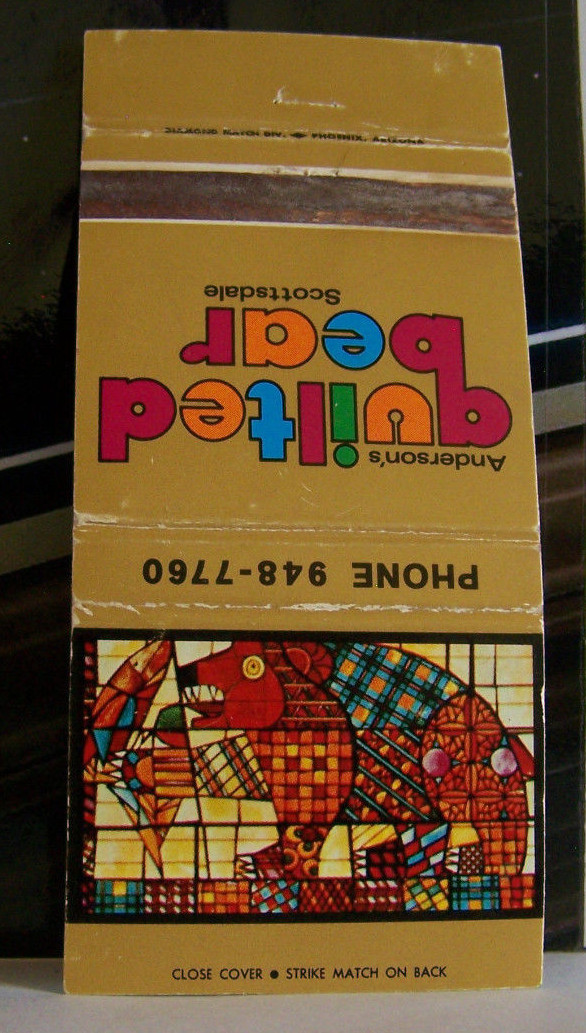 DIAMOND MATCH DIV. PHOENIX, ARIZONA
Anderson's
quilted
bear
Scottsdale
PHONE 948-7760
CLOSE COVER ● STRIKE MATCH ON BACK